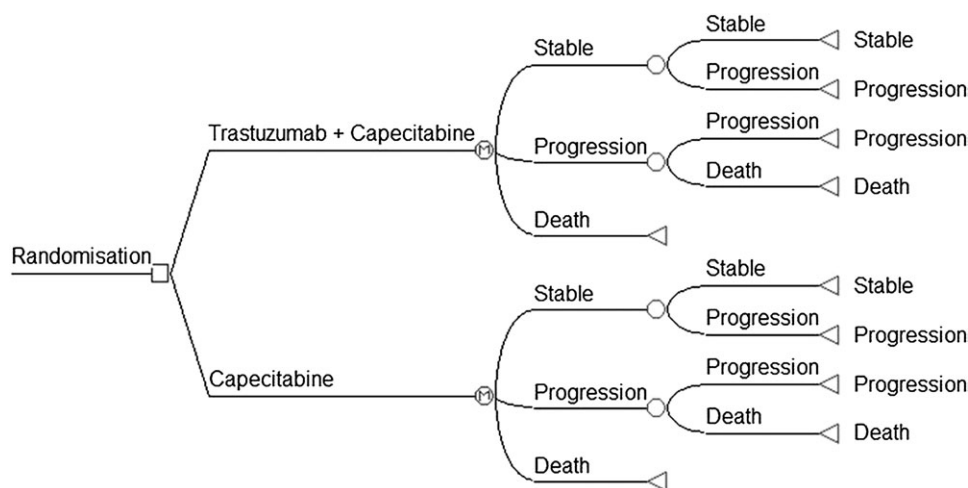 Stable
Stable
Stable
Progression
Progression
Progression
Trastuzumab + Capecitabine
M
Progression
Progression
Death
Death
Death
Randomisation
Stable
Stable
Stable
Progression
Progression
Progression
Capecitabine
M
Progression
Progression
Death
Death
Death